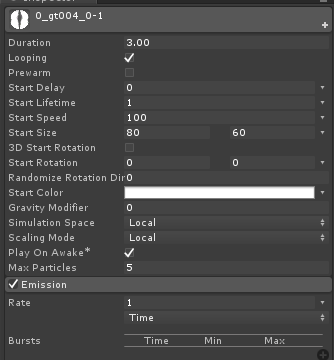 0_gt004_0-1
Duration 3.00
Looping
Prewarm
Start Delay 0
Start Lifetime 1
Start Speed 100
Start Size 80 60
3D Start Rotation
Start Rotation 0 0
Randomize Rotation Dir 0
Start Color
Gravity Modifier 0
Simulation Space Local
Scaling Mode Local
Play On Awake*
Max Particles 5
Emission
Rate 1
Time
Bursts Time Min Max